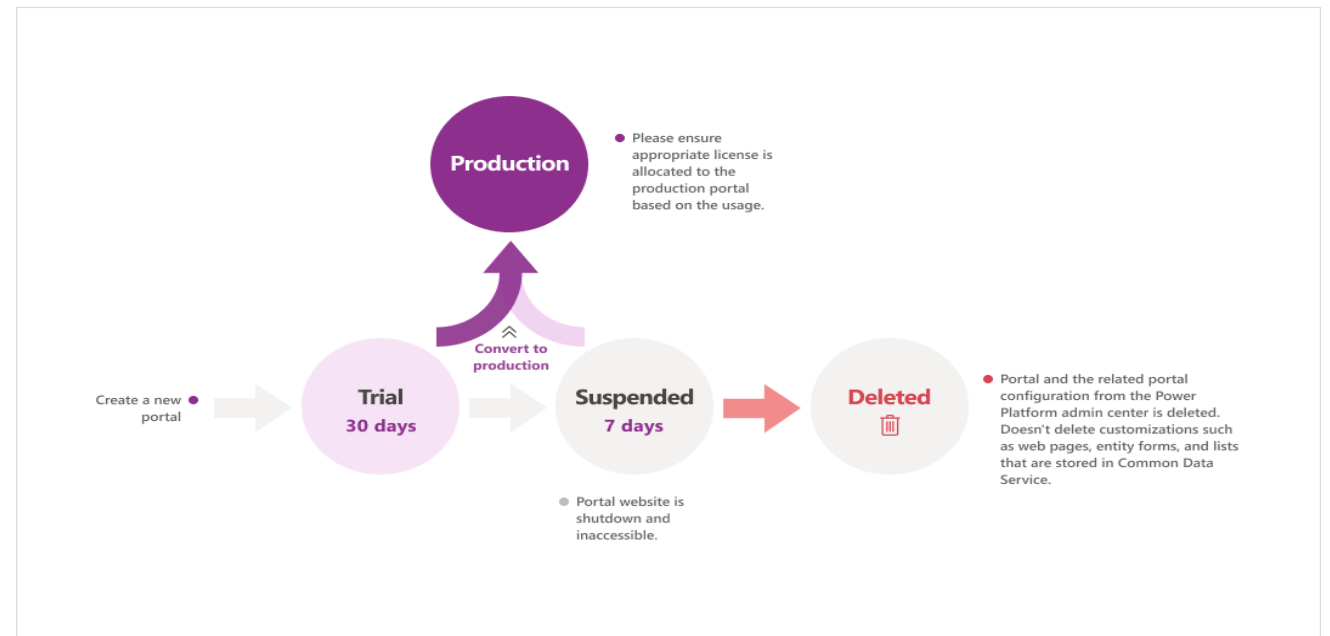 Production
Please ensure
appropriate license is
allocated to the
production portal
based on the usage.
Convert to
production
Create a new
portal
Trial
30 days
Suspended
7 days
Deleted
Portal and the related portal
configuration from the Power
Platform admin center is deleted.
Doesn't delete customizations such
as web pages, entity forms, and lists
that are stored in Common Data
Service.
Portal website is
shutdown and
inaccessible.